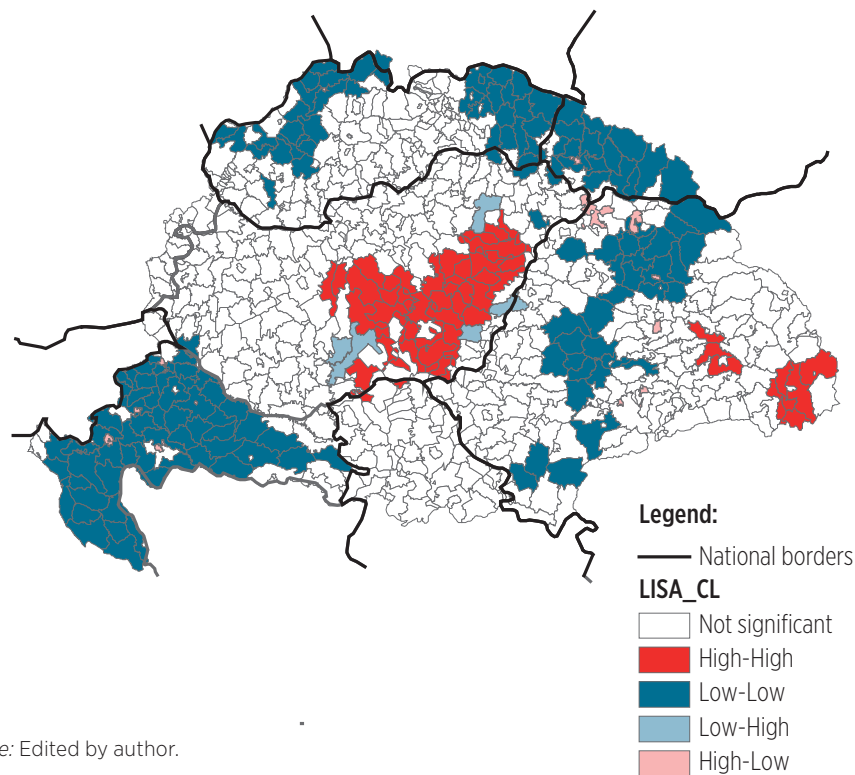 Legend:
National borders
LISA_CL
Not significant
High-High
Low-Low
Low-High
High-Low
e: Edited by author.